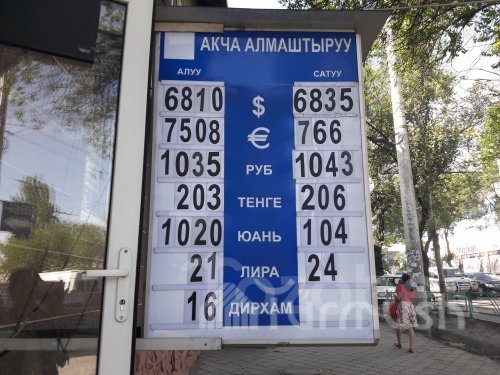 АКЧА АЛМАШТЫРУУ
АЛУУ САТУУ
6810 $ 6835
7508 € 766
1035 РУБ 1043
203 ТЕНГЕ 206
1020 ЮАНЬ 104
21 ЛИРА 24
16 ДИРХАМ